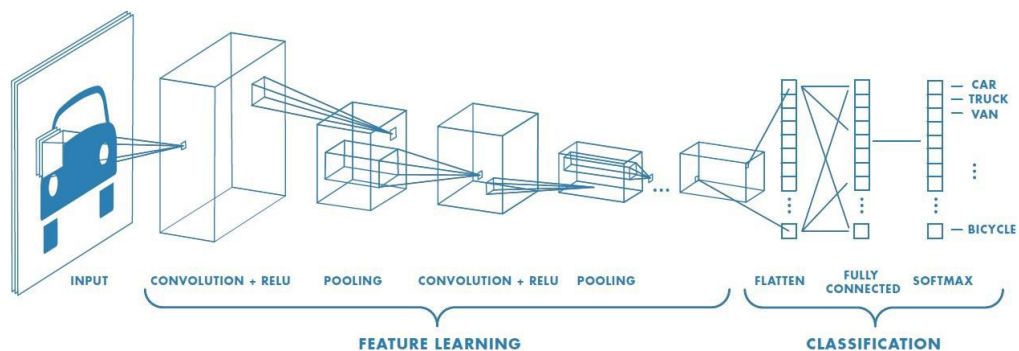 CAR
TRUCK
VAN
BICYCLE
INPUT
CONVOLUTION + RELU
POOLING
CONVOLUTION + RELU
POOLING
FLATTEN
FULLY
CONNECTED
SOFTMAX
FEATURE LEARNING
CLASSIFICATION